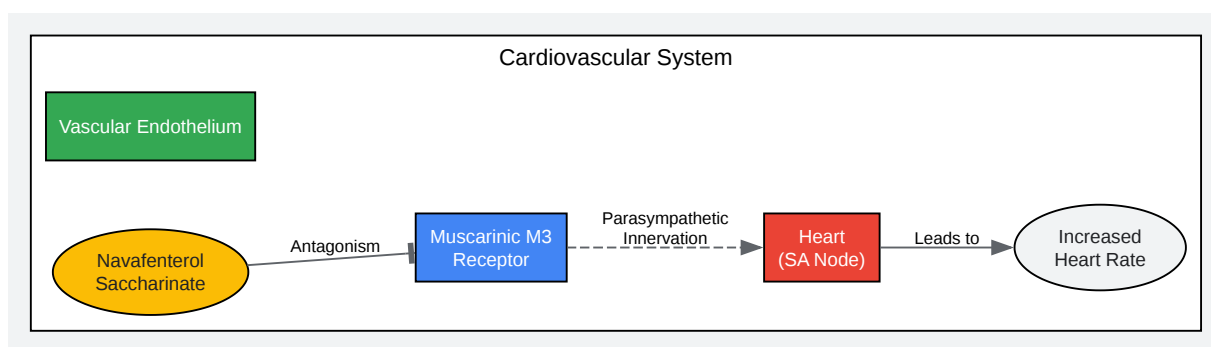 Cardiovascular System
Vascular Endothelium
Navafenterol
Saccharinate
Antagonism
Muscarinic M3
Receptor
Parasympathetic
Innervation
Heart
(SA Node)
Leads to
Increased
Heart Rate